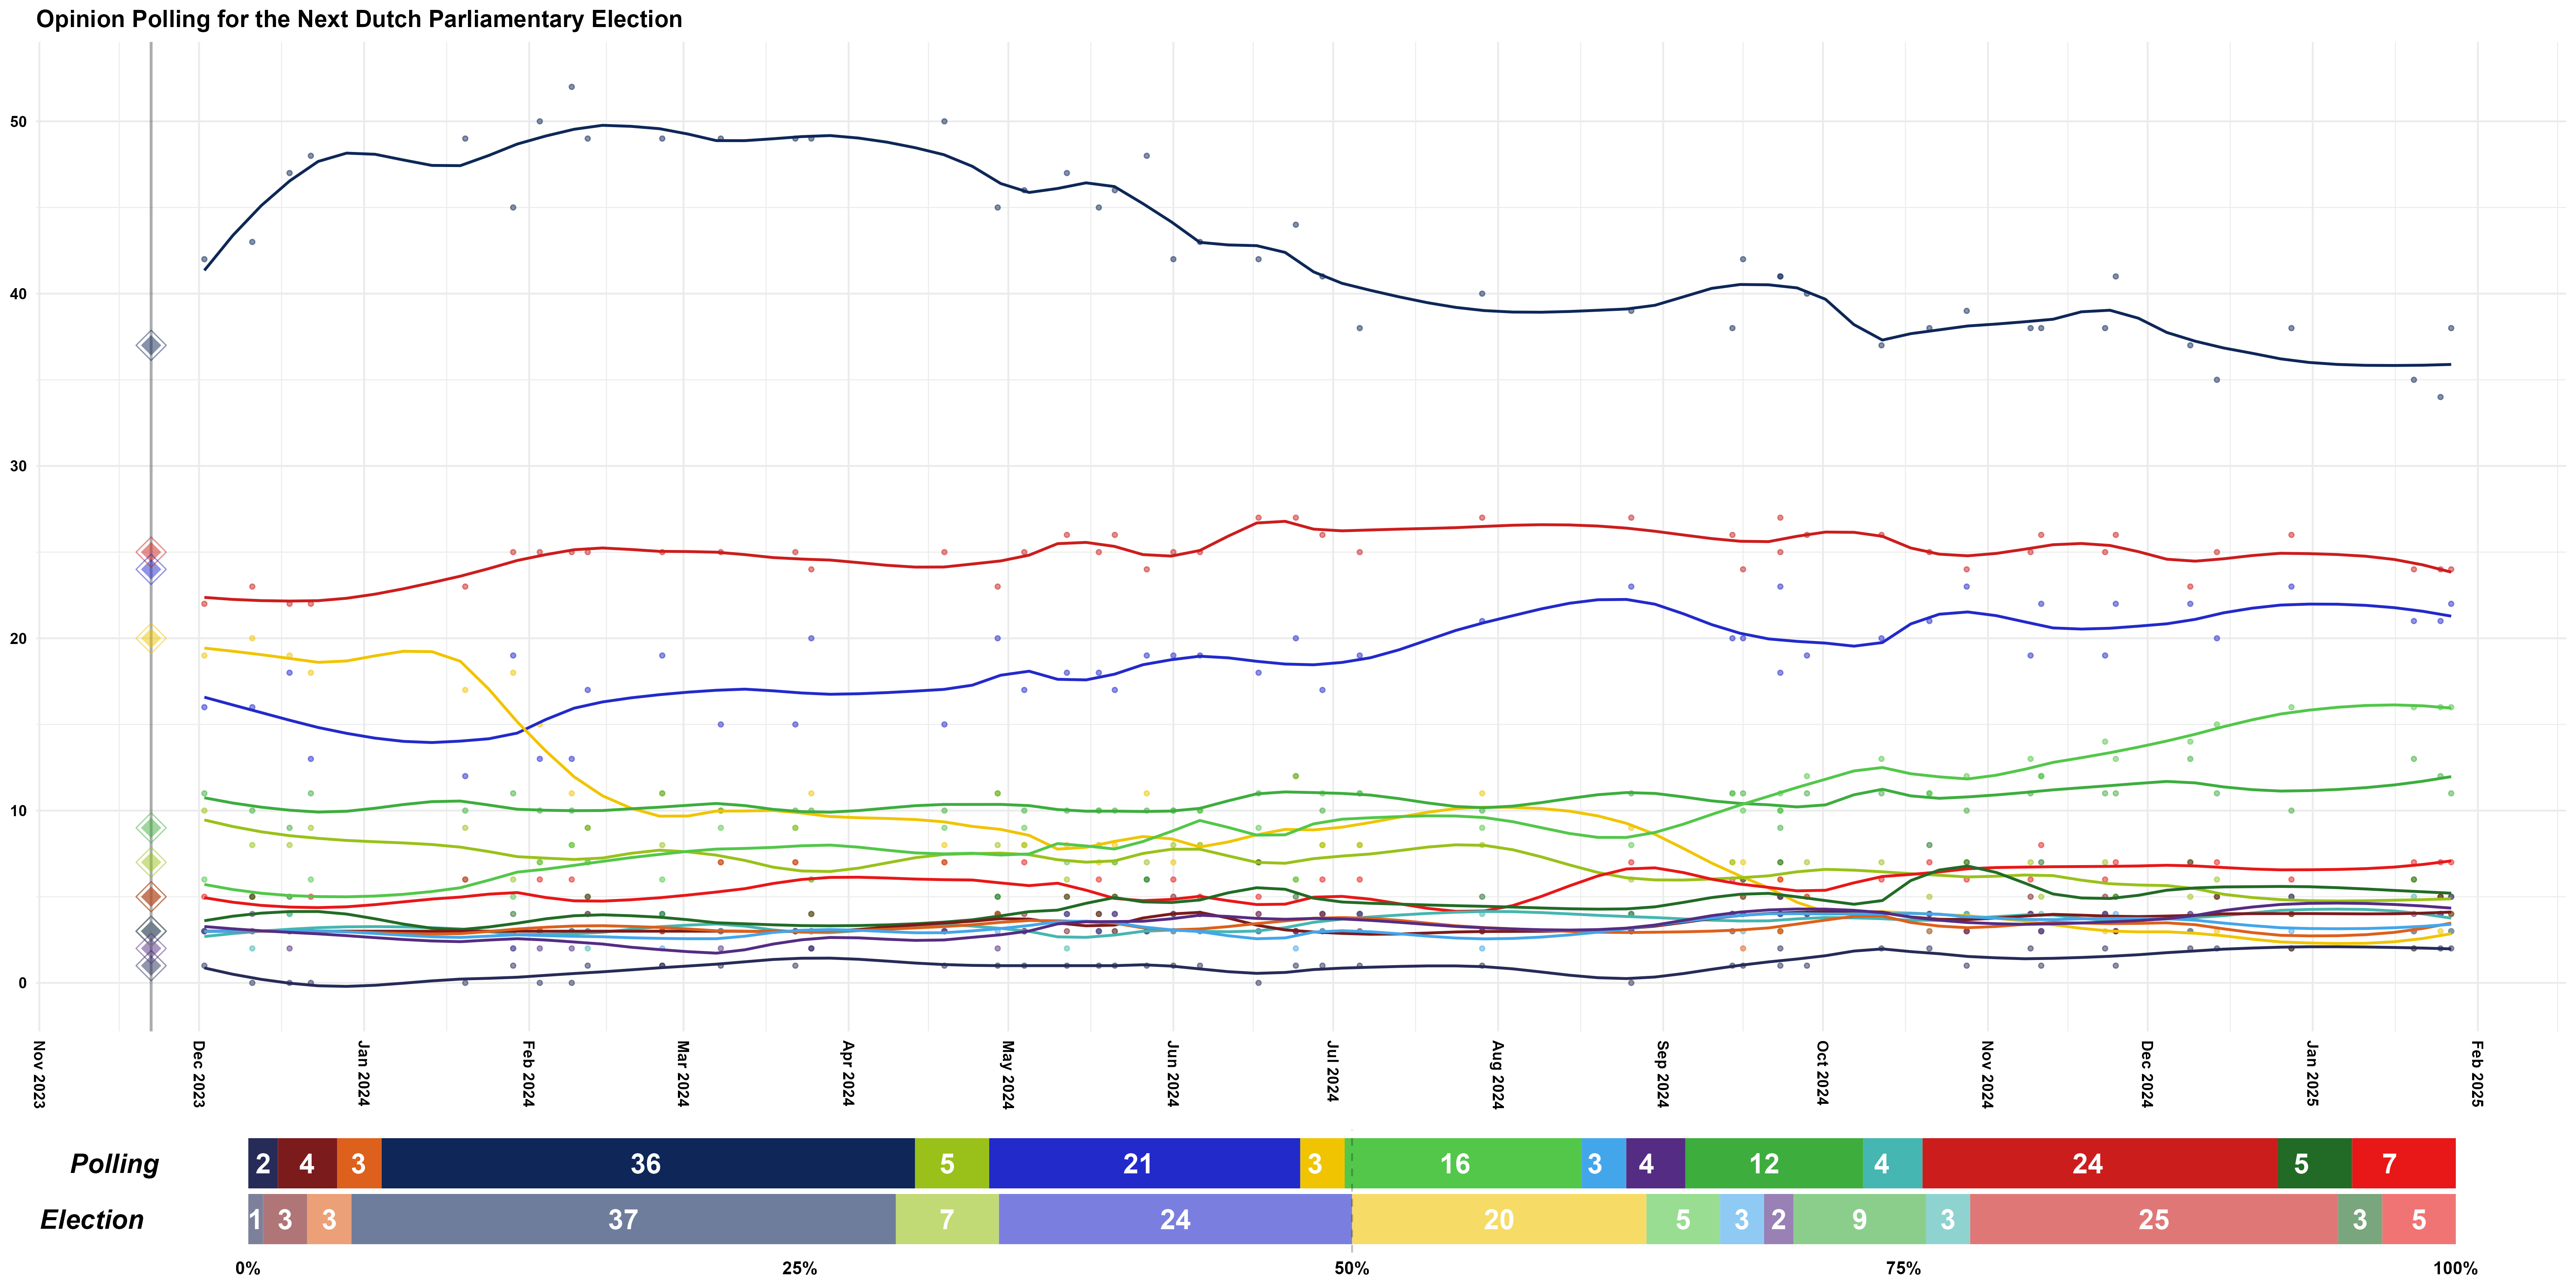 Opinion Polling for the Next Dutch Parliamentary Election
50
40
30
20
10
0
Nov 2023
Dec 2023
Jan 2024
Feb 2024
Mar 2024
Apr 2024
May 2024
Jun 2024
Jul 2024
Aug 2024
Sep 2024
Oct 2024
Nov 2024
Dec 2024
Jan 2025
Feb 2025
Polling 2 4 3 36 5 21 3 16 3 4 12 4 24 5 7
Election 1 3 3 37 7 24 20 5 3 2 9 3 25 3 5
0% 25% 50% 75% 100%